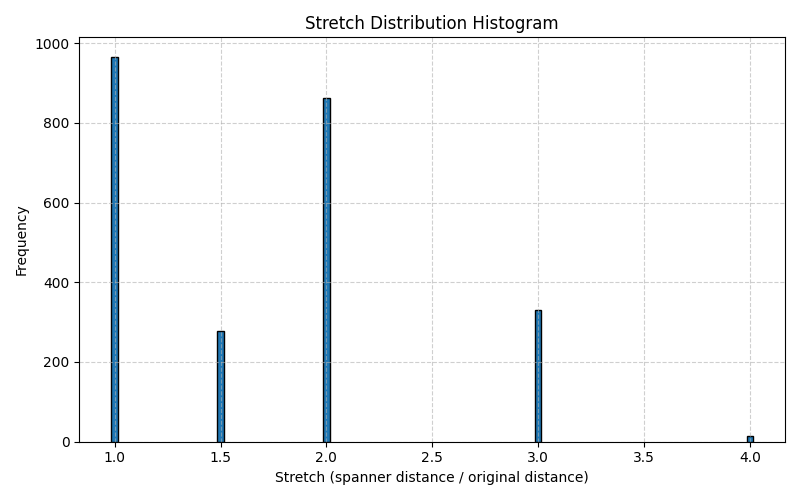 Stretch Distribution Histogram
1000
800
600
400
200
0
Frequency
1.0 1.5 2.0 2.5 3.0 3.5 4.0
Stretch (spanner distance / original distance)